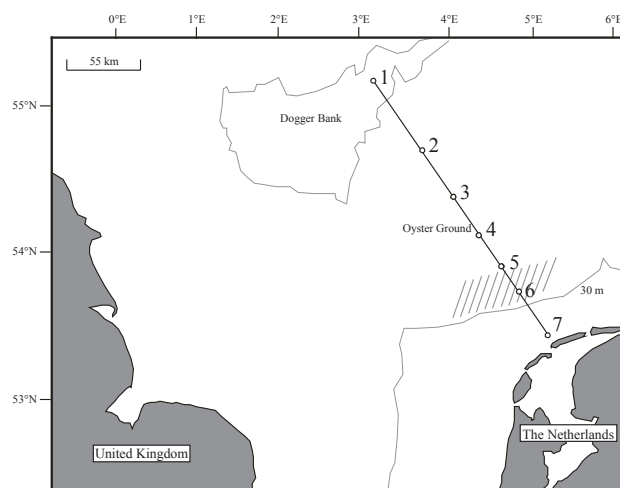 0°E 1°E 2°E 3°E 4°E 5°E 6°E
55 km
1
55°N
Dogger Bank
2
3
Oyster Ground 4
54°N
5
6 30 m
7
53°N
The Netherlands
United Kingdom